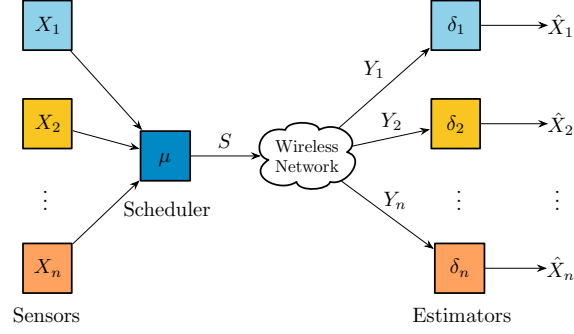 X₁
δ₁
X̂₁
Y₁
X₂
δ₂
X̂₂
Y₂
μ
S
Wireless
Network
⋮
⋮
⋮
Scheduler
Yₙ
Xₙ
δₙ
X̂ₙ
Sensors
Estimators